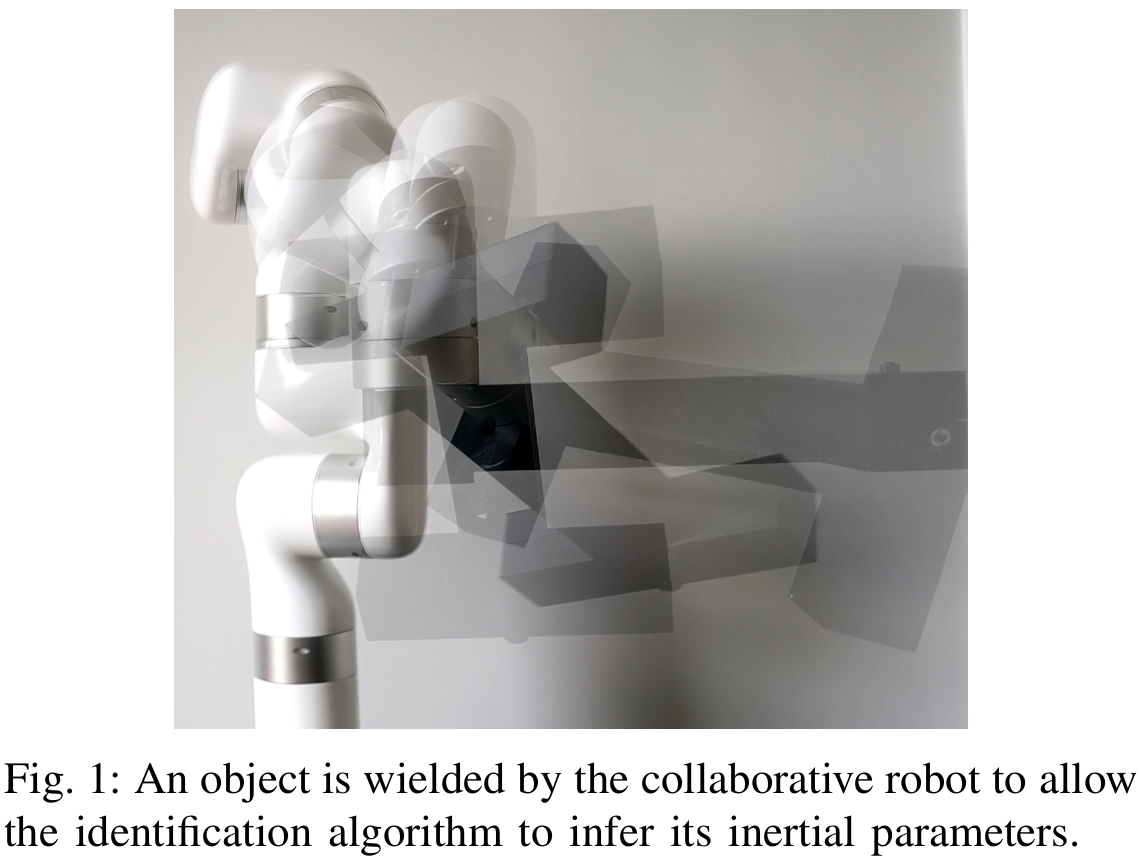 Fig. 1: An object is wielded by the collaborative robot to allow
the identification algorithm to infer its inertial parameters.